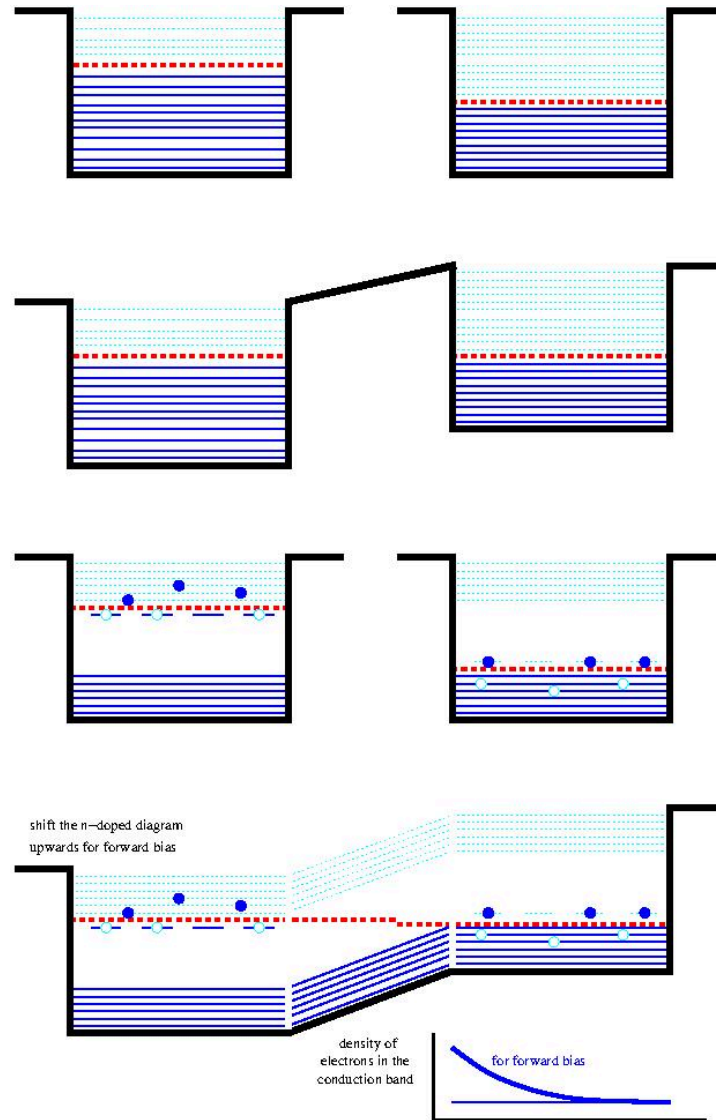 shift the n−doped diagram
upwards for forward bias
density of
electrons in the
conduction band
for forward bias